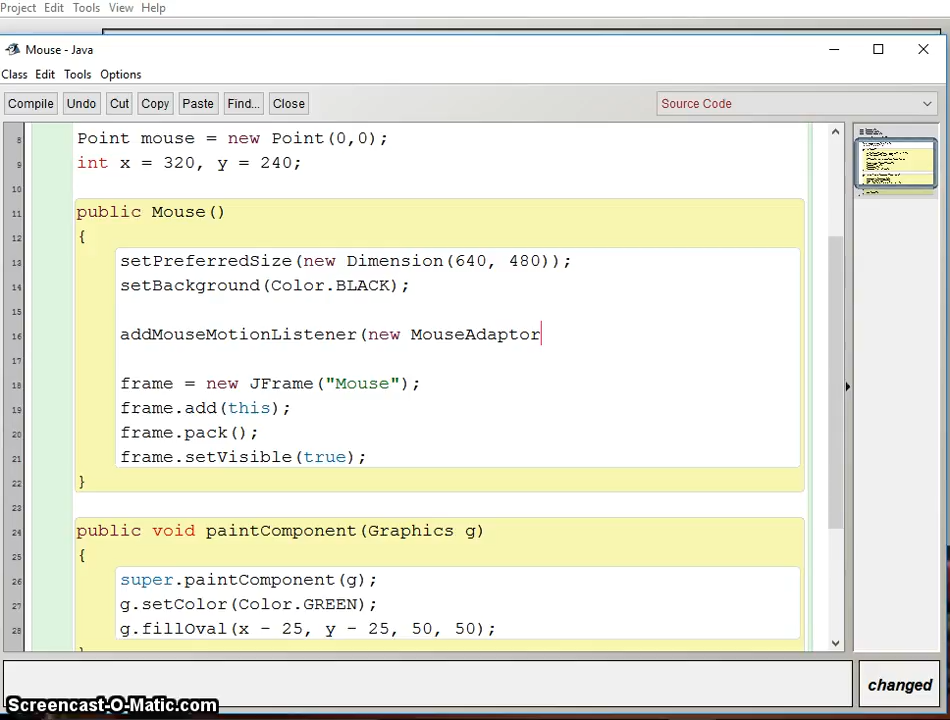 Project Edit Tools View Help
Mouse - Java
Class Edit Tools Options
Compile Undo Cut Copy Paste Find... Close Source Code
8 Point mouse = new Point(0,0);
9 int x = 320, y = 240;
10
11 public Mouse()
12 {
13 setPreferredSize(new Dimension(640, 480));
14 setBackground(Color.BLACK);
15
16 addMouseMotionListener(new MouseAdaptor
17
18 frame = new JFrame("Mouse");
19 frame.add(this);
20 frame.pack();
21 frame.setVisible(true);
22 }
23
24 public void paintComponent(Graphics g)
25 {
26 super.paintComponent(g);
27 g.setColor(Color.GREEN);
28 g.fillOval(x - 25, y - 25, 50, 50);
changed
Screencast-O-Matic.com